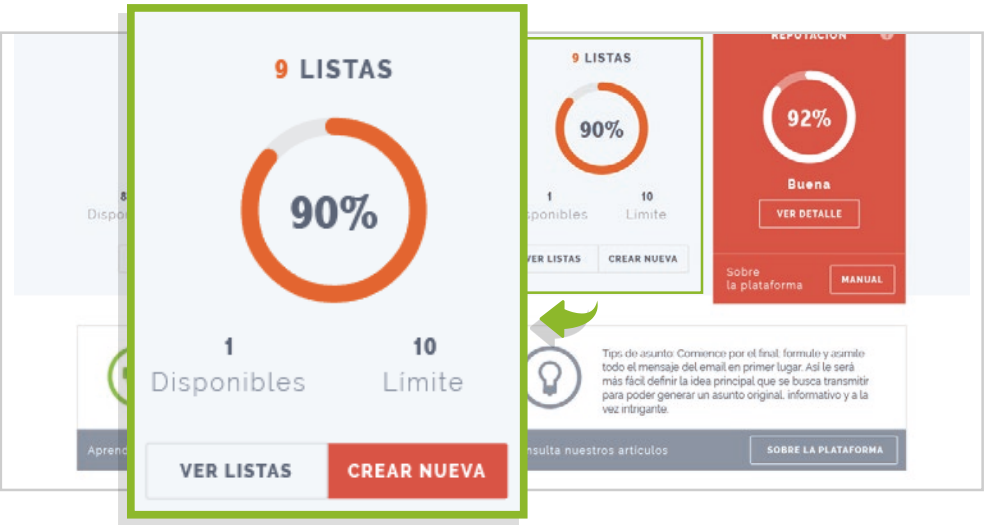 9 LISTAS
90%
1
10
Disponibles
Límite
VER LISTAS
CREAR NUEVA
9 LISTAS
90%
1
10
Límite
CREAR NUEVA
REPUTACIÓN
92%
Buena
VER DETALLE
Sobre
la plataforma
MANUAL
Tips de asunto: Comience por el final, formule y asmile
todo el mensaje del email en primer lugar. Así le será
más fácil definir la idea principal que se busca transmitir
para poder generar un asunto original, informativo y a la
vez intrigante.
nuestros artículos
SOBRE LA PLATAFORMA